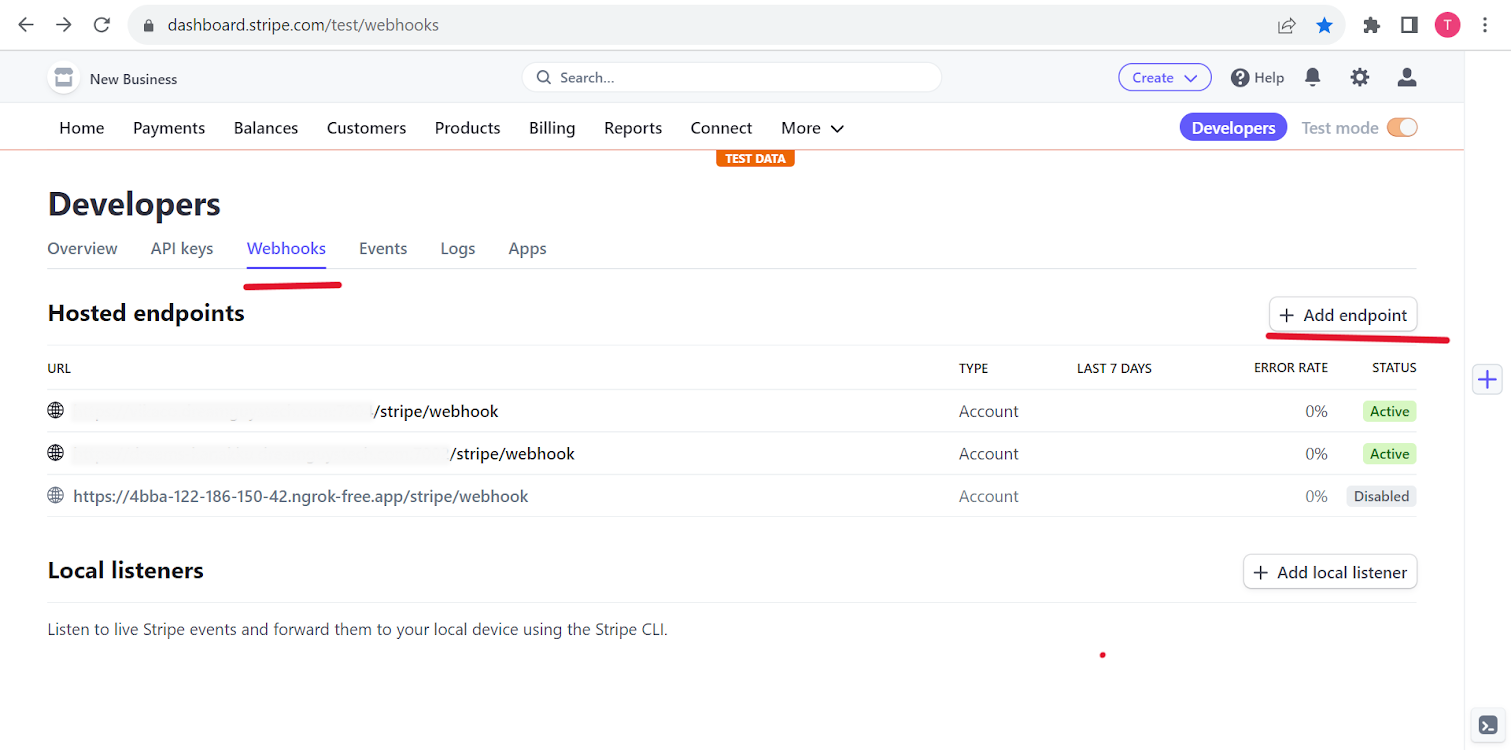 dashboard.stripe.com/test/webhooks
T
New Business
Search...
Create
Help
Home Payments Balances Customers Products Billing Reports Connect More
Developers Test mode
TEST DATA
Developers
Overview API keys Webhooks Events Logs Apps
Hosted endpoints
+ Add endpoint
URL TYPE LAST 7 DAYS ERROR RATE STATUS
/stripe/webhook Account 0% Active
/stripe/webhook Account 0% Active
https://4bba-122-186-150-42.ngrok-free.app/stripe/webhook Account 0% Disabled
Local listeners
+ Add local listener
Listen to live Stripe events and forward them to your local device using the Stripe CLI.